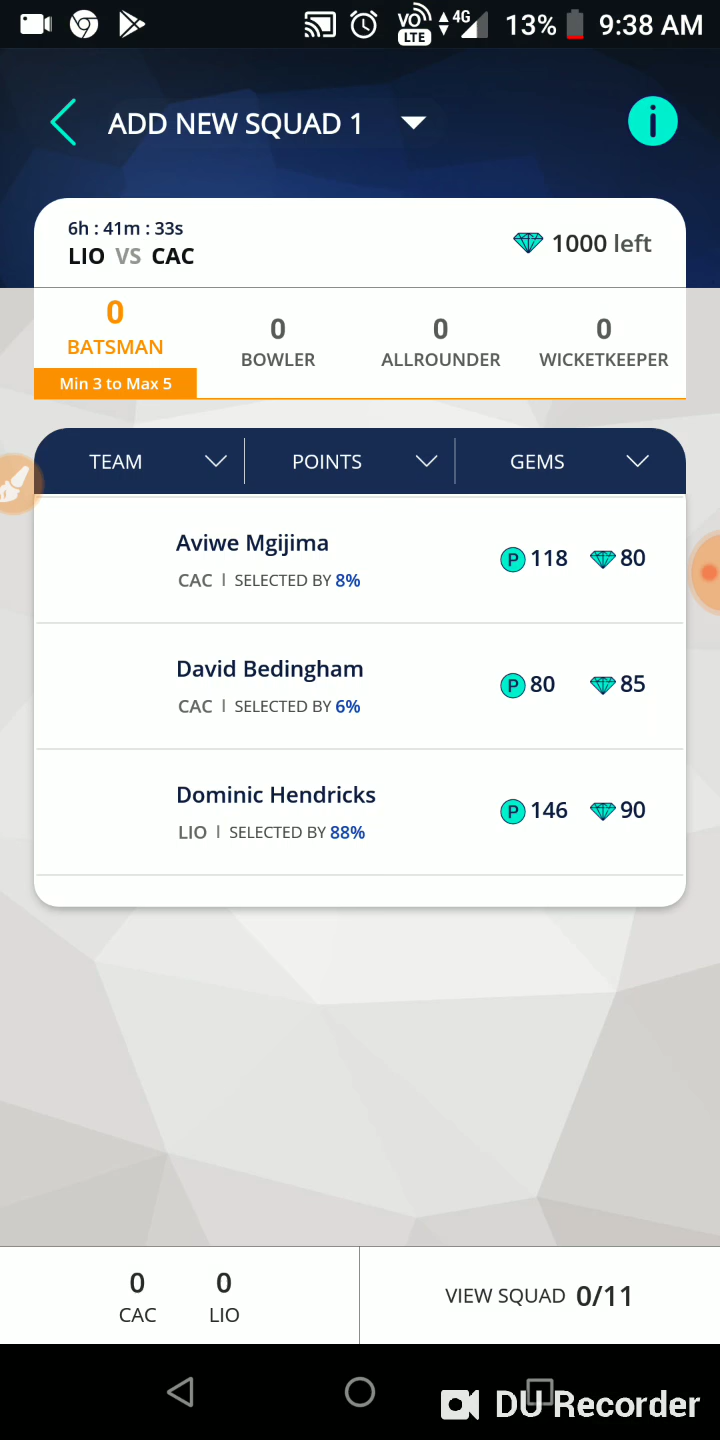 VO LTE 4G 13% 9:38 AM
ADD NEW SQUAD 1
i
6h : 41m : 33s
LIO VS CAC
1000 left
0
BATSMAN
Min 3 to Max 5
0
BOWLER
0
ALLROUNDER
0
WICKETKEEPER
TEAM POINTS GEMS
Aviwe Mgijima
CAC | SELECTED BY 8%
P 118 80
David Bedingham
CAC | SELECTED BY 6%
P 80 85
Dominic Hendricks
LIO | SELECTED BY 88%
P 146 90
0
CAC
0
LIO
VIEW SQUAD 0/11
DU Recorder